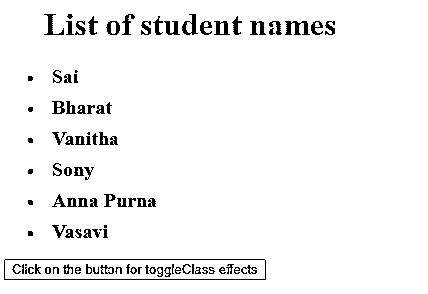 List of student names
Sai
Bharat
Vanitha
Sony
Anna Purna
Vasavi
Click on the button for toggleClass effects